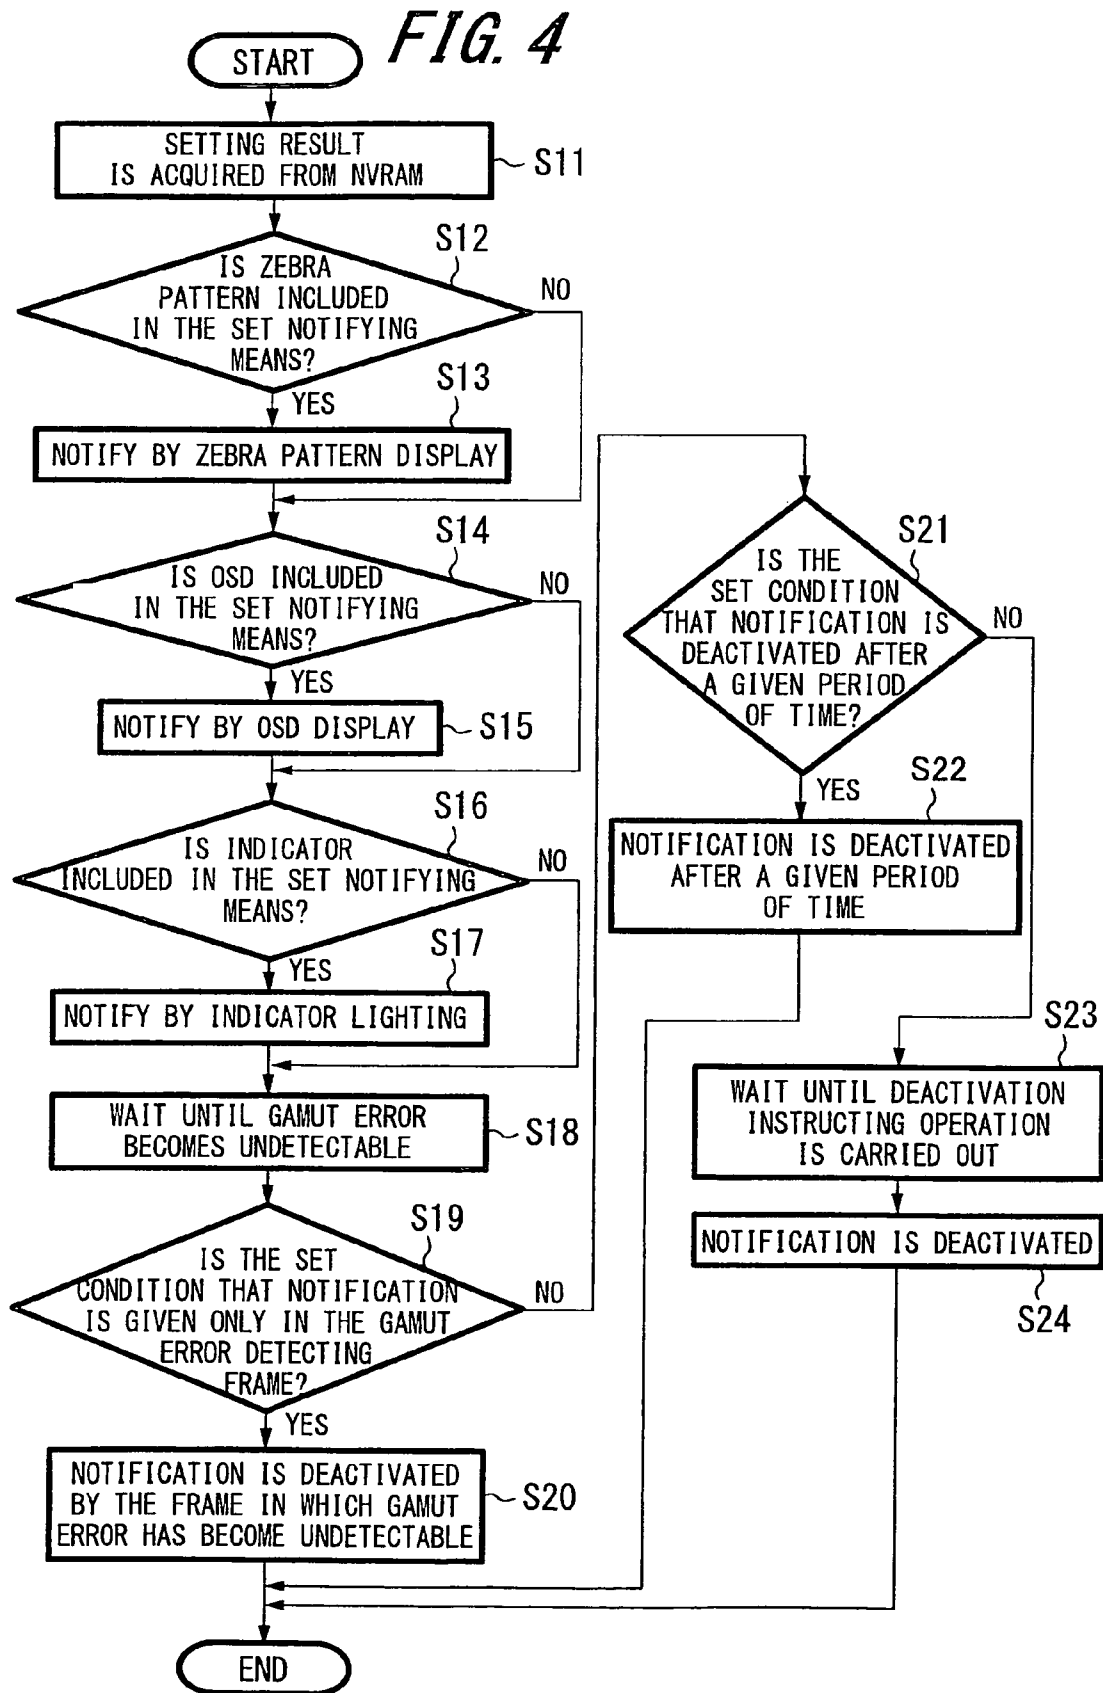 FIG. 4
START
SETTING RESULT
IS ACQUIRED FROM NVRAM
S11
S12
IS ZEBRA
PATTERN INCLUDED
IN THE SET NOTIFYING
MEANS?
NO
YES
S13
NOTIFY BY ZEBRA PATTERN DISPLAY
S14
IS OSD INCLUDED
IN THE SET NOTIFYING
MEANS?
NO
YES
NOTIFY BY OSD DISPLAY
S15
S16
IS INDICATOR
INCLUDED IN THE SET NOTIFYING
MEANS?
NO
YES
S17
NOTIFY BY INDICATOR LIGHTING
WAIT UNTIL GAMUT ERROR
BECOMES UNDETECTABLE
S18
S19
IS THE SET
CONDITION THAT NOTIFICATION
IS GIVEN ONLY IN THE GAMUT
ERROR DETECTING
FRAME?
NO
YES
NOTIFICATION IS DEACTIVATED
BY THE FRAME IN WHICH GAMUT
ERROR HAS BECOME UNDETECTABLE
S20
END
S21
IS THE
SET CONDITION
THAT NOTIFICATION IS
DEACTIVATED AFTER
A GIVEN PERIOD
OF TIME?
NO
YES
S22
NOTIFICATION IS DEACTIVATED
AFTER A GIVEN PERIOD
OF TIME
S23
WAIT UNTIL DEACTIVATION
INSTRUCTING OPERATION
IS CARRIED OUT
NOTIFICATION IS DEACTIVATED
S24